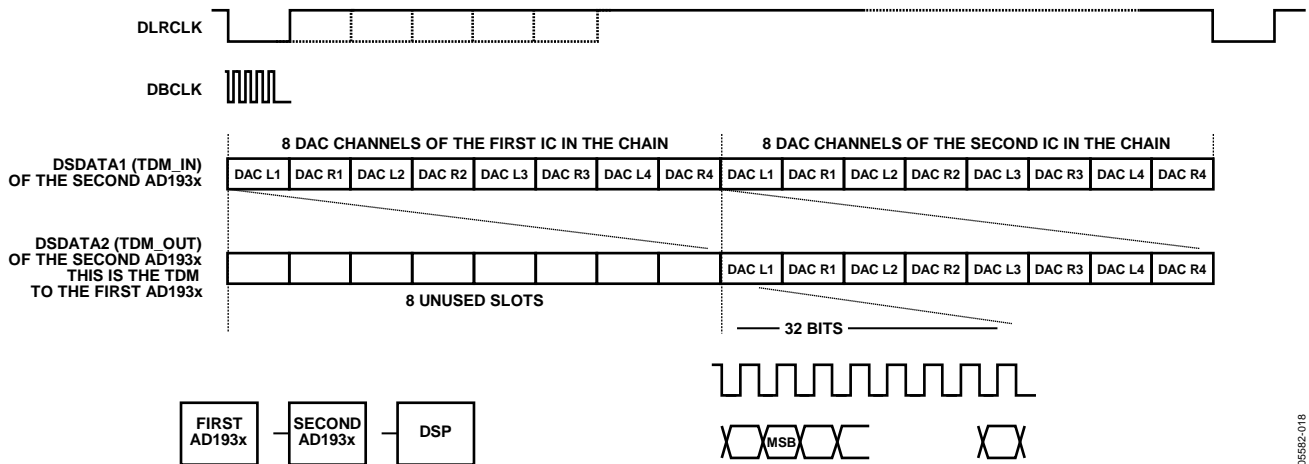 DLRCLK
DBCLK
8 DAC CHANNELS OF THE FIRST IC IN THE CHAIN
8 DAC CHANNELS OF THE SECOND IC IN THE CHAIN
DSDATA1 (TDM_IN)
OF THE SECOND AD193x
DAC L1 DAC R1 DAC L2 DAC R2 DAC L3 DAC R3 DAC L4 DAC R4 DAC L1 DAC R1 DAC L2 DAC R2 DAC L3 DAC R3 DAC L4 DAC R4
DSDATA2 (TDM_OUT)
OF THE SECOND AD193x
THIS IS THE TDM
TO THE FIRST AD193x
DAC L1 DAC R1 DAC L2 DAC R2 DAC L3 DAC R3 DAC L4 DAC R4
8 UNUSED SLOTS
32 BITS
FIRST
AD193x
SECOND
AD193x
DSP
MSB
05582-018